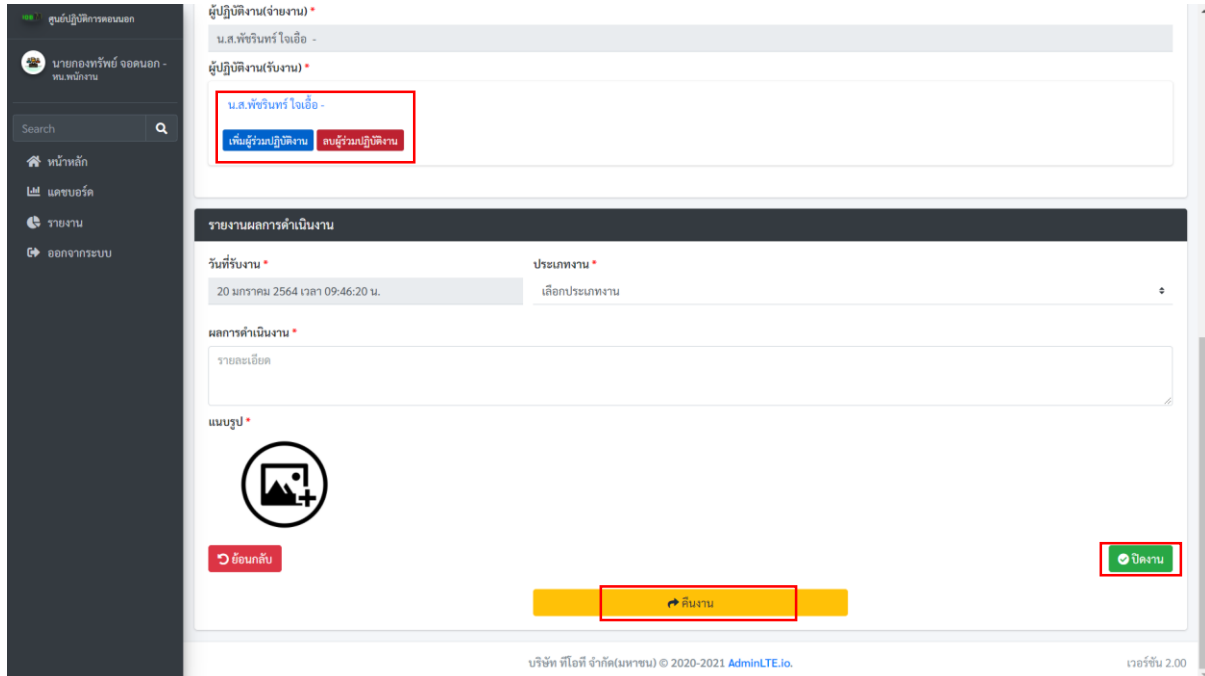 ศูนย์ปฏิบัติการตอนนอก
นายกองทรัพย์ จอดนอก -
หน.พนักงาน
Search
หน้าหลัก
แดชบอร์ด
รายงาน
ออกจากระบบ
ผู้ปฏิบัติงาน(จ่ายงาน) *
น.ส.พัชรินทร์ ใจเอื้อ -
ผู้ปฏิบัติงาน(รับงาน) *
น.ส.พัชรินทร์ ใจเอื้อ -
เพิ่มผู้ร่วมปฏิบัติงาน ลบผู้ร่วมปฏิบัติงาน
รายงานผลการดำเนินงาน
วันที่รับงาน * ประเภทงาน *
20 มกราคม 2564 เวลา 09:46:20 น. เลือกประเภทงาน
ผลการดำเนินงาน *
รายละเอียด
แนบรูป *
ย้อนกลับ ปิดงาน
คืนงาน
บริษัท ทีโอที จำกัด(มหาชน) © 2020-2021 AdminLTE.io. เวอร์ชัน 2.00